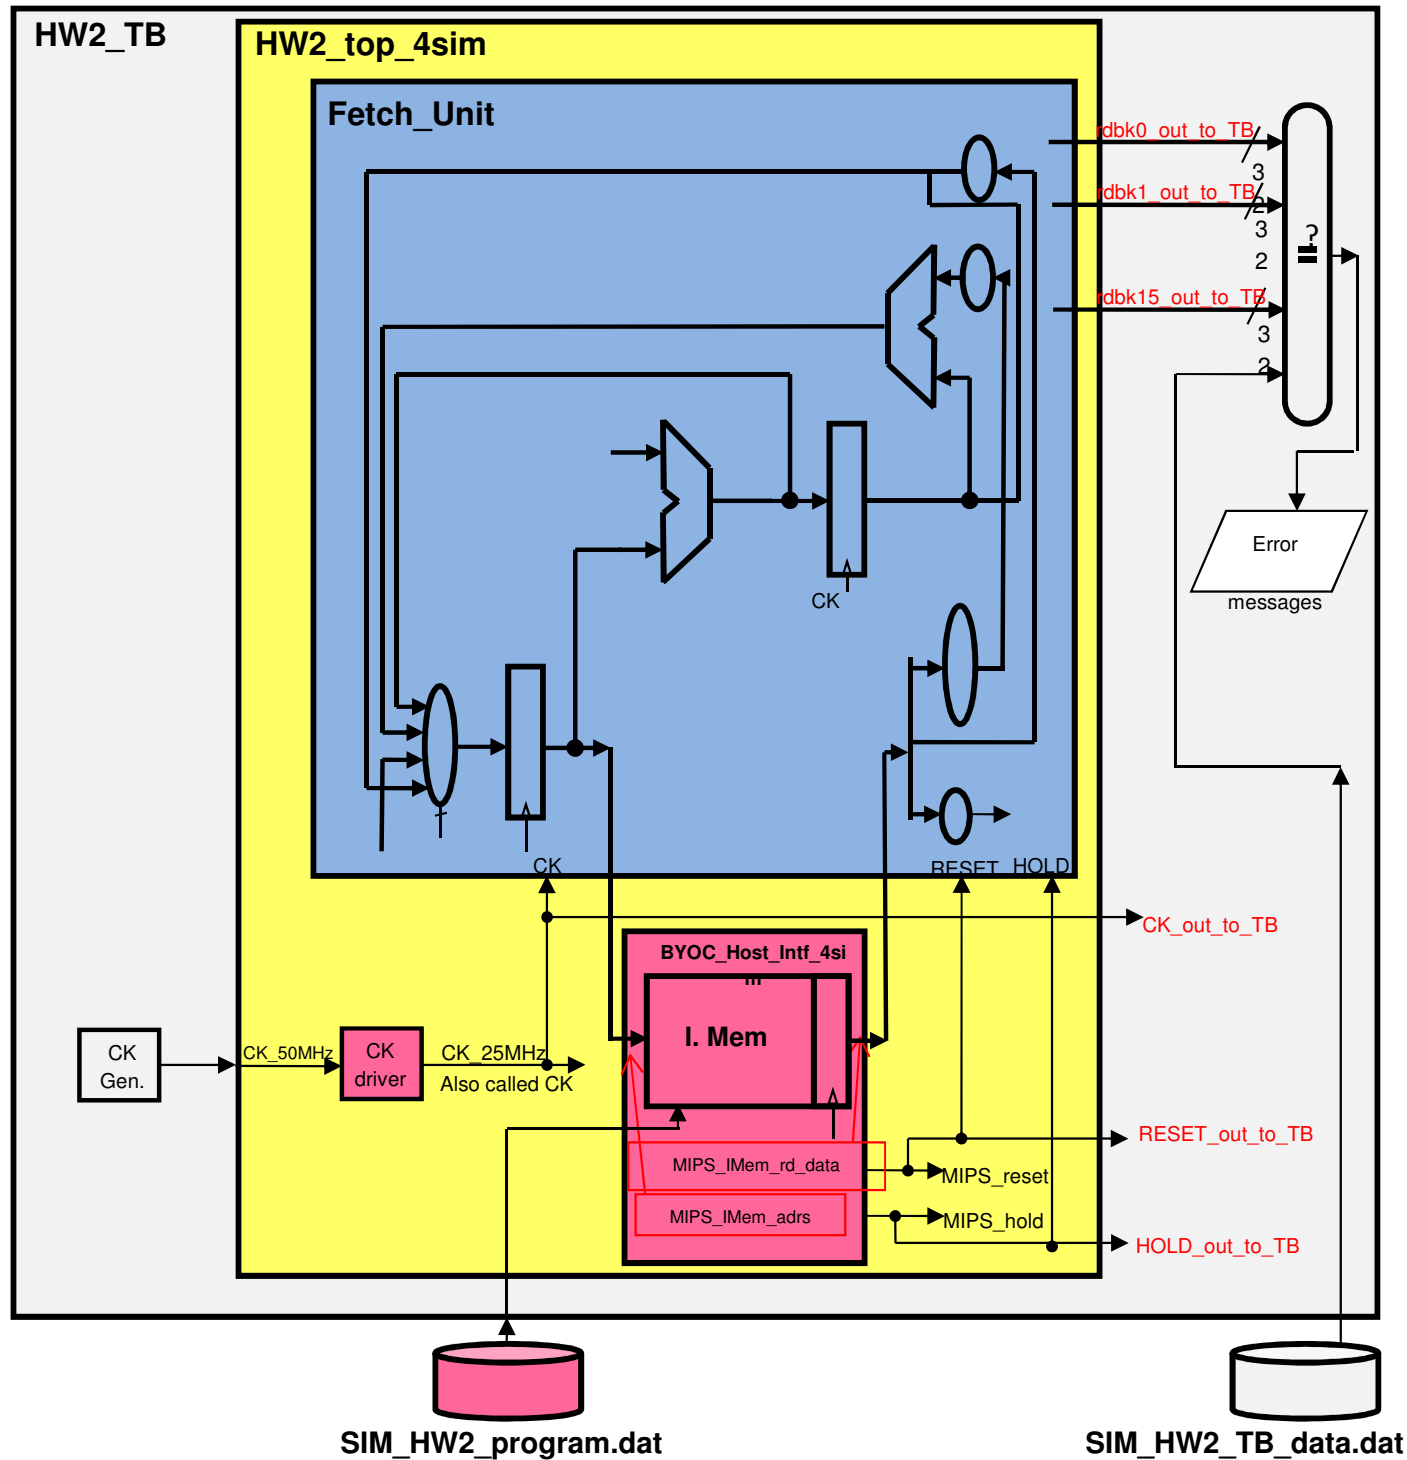 HW2_TB
HW2_top_4sim
Fetch_Unit
rdbk0_out_to_TB
3
2
rdbk1_out_to_TB
3
2
rdbk15_out_to_TB
3
2
=?
Error
messages
CK
CK
RESET
HOLD
CK_out_to_TB
BYOC_Host_Intf_4si
m
I. Mem
CK
Gen.
CK_50MHz
CK
driver
CK_25MHz
Also called CK
MIPS_IMem_rd_data
MIPS_IMem_adrs
MIPS_reset
MIPS_hold
RESET_out_to_TB
HOLD_out_to_TB
SIM_HW2_program.dat
SIM_HW2_TB_data.dat